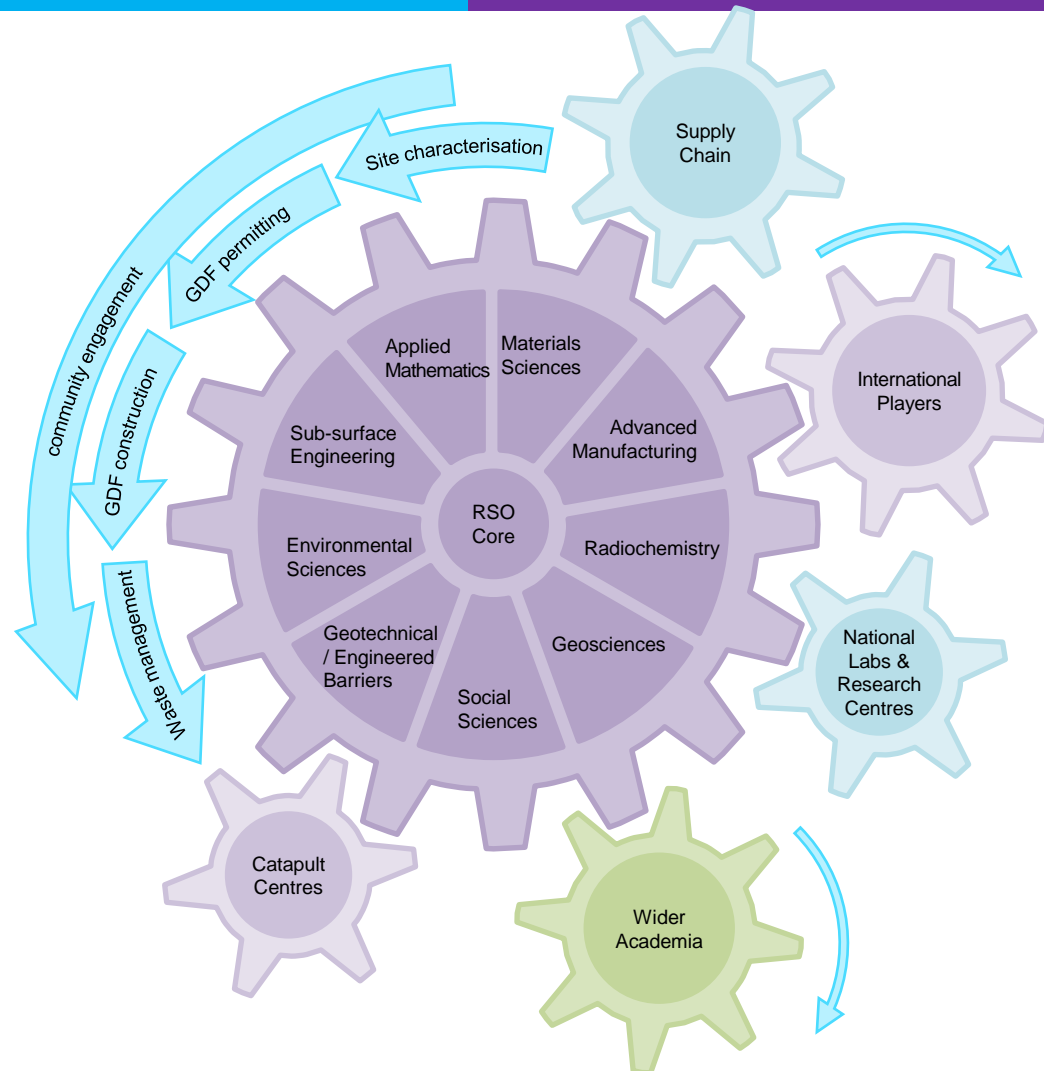 Supply
Chain
Site characterisation
GDF permitting
community engagement
GDF construction
Waste management
International
Players
Applied
Mathematics
Materials
Sciences
Sub-surface
Engineering
Advanced
Manufacturing
RSO
Core
Environmental
Sciences
Radiochemistry
Geotechnical
/ Engineered
Barriers
Social
Sciences
Geosciences
National
Labs &
Research
Centres
Catapult
Centres
Wider
Academia